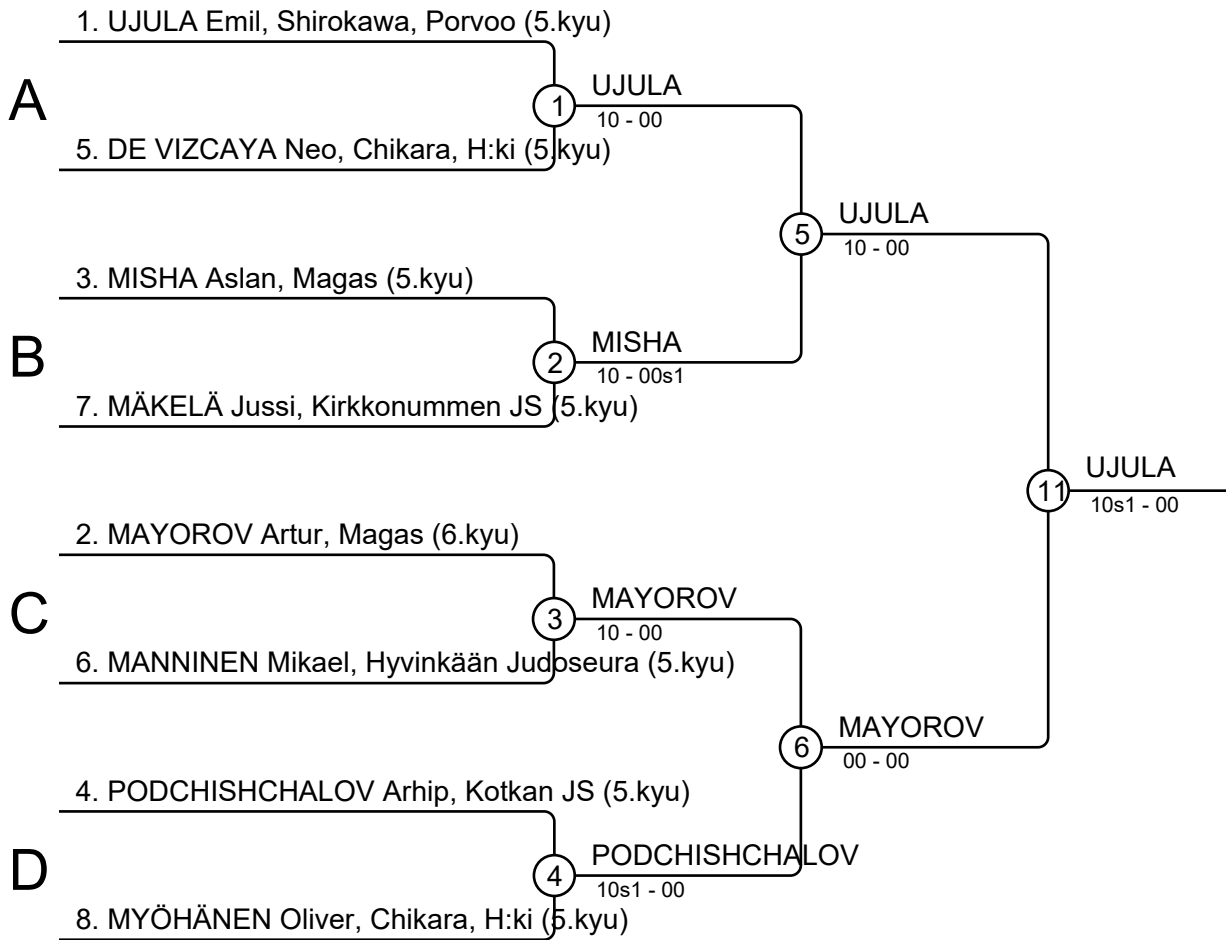 1. UJULA Emil, Shirokawa, Porvoo (5.kyu)
A
1
UJULA
10 - 00
5. DE VIZCAYA Neo, Chikara, H:ki (5.kyu)
5
UJULA
10 - 00
3. MISHA Aslan, Magas (5.kyu)
B
2
MISHA
10 - 00s1
7. MÄKELÄ Jussi, Kirkkonummen JS (5.kyu)
11
UJULA
10s1 - 00
2. MAYOROV Artur, Magas (6.kyu)
C
3
MAYOROV
10 - 00
6. MANNINEN Mikael, Hyvinkään Judoseura (5.kyu)
6
MAYOROV
00 - 00
4. PODCHISHCHALOV Arhip, Kotkan JS (5.kyu)
D
4
PODCHISHCHALOV
10s1 - 00
8. MYÖHÄNEN Oliver, Chikara, H:ki (5.kyu)